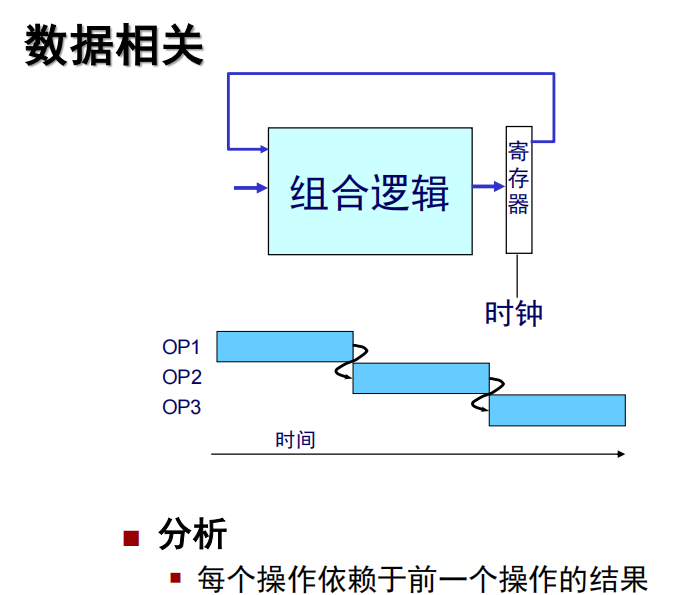 数据相关
组合逻辑
寄存器
时钟
OP1
OP2
OP3
时间
分析
每个操作依赖于前一个操作的结果